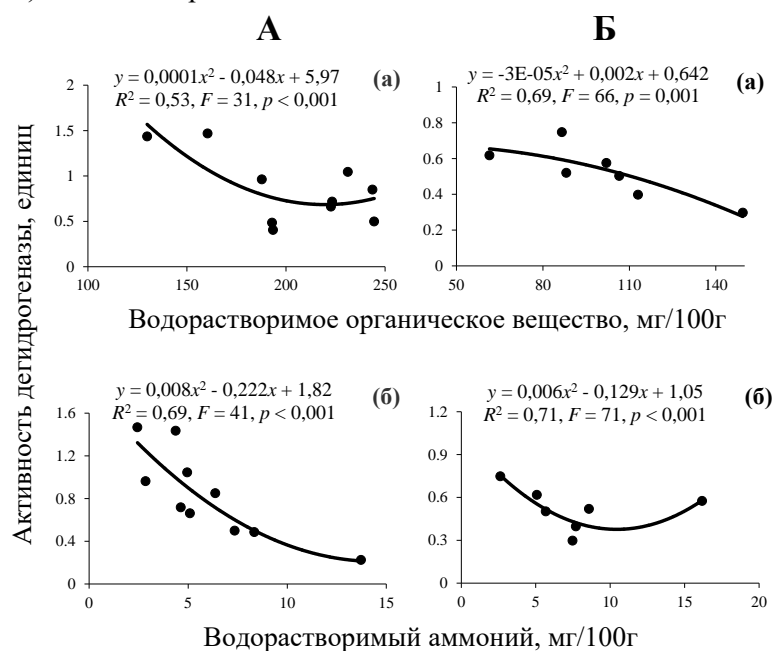 А Б
y = 0,0001x² - 0,048x + 5,97
R² = 0,53, F = 31, p < 0,001
(а)
y = -3E-05x² + 0,002x + 0,642
R² = 0,69, F = 66, p = 0,001
(а)
2
1.5
1
0.5
0
100 150 200 250
1
0.8
0.6
0.4
0.2
0
50 80 110 140
Водорастворимое органическое вещество, мг/100г
Активность дегидрогеназы, единиц
y = 0,008x² - 0,222x + 1,82
R² = 0,69, F = 41, p < 0,001
(б)
y = 0,006x² - 0,129x + 1,05
R² = 0,71, F = 71, p < 0,001
(б)
1.6
1.2
0.8
0.4
0
0 5 10 15
1.2
0.9
0.6
0.3
0
0 5 10 15 20
Водорастворимый аммоний, мг/100г